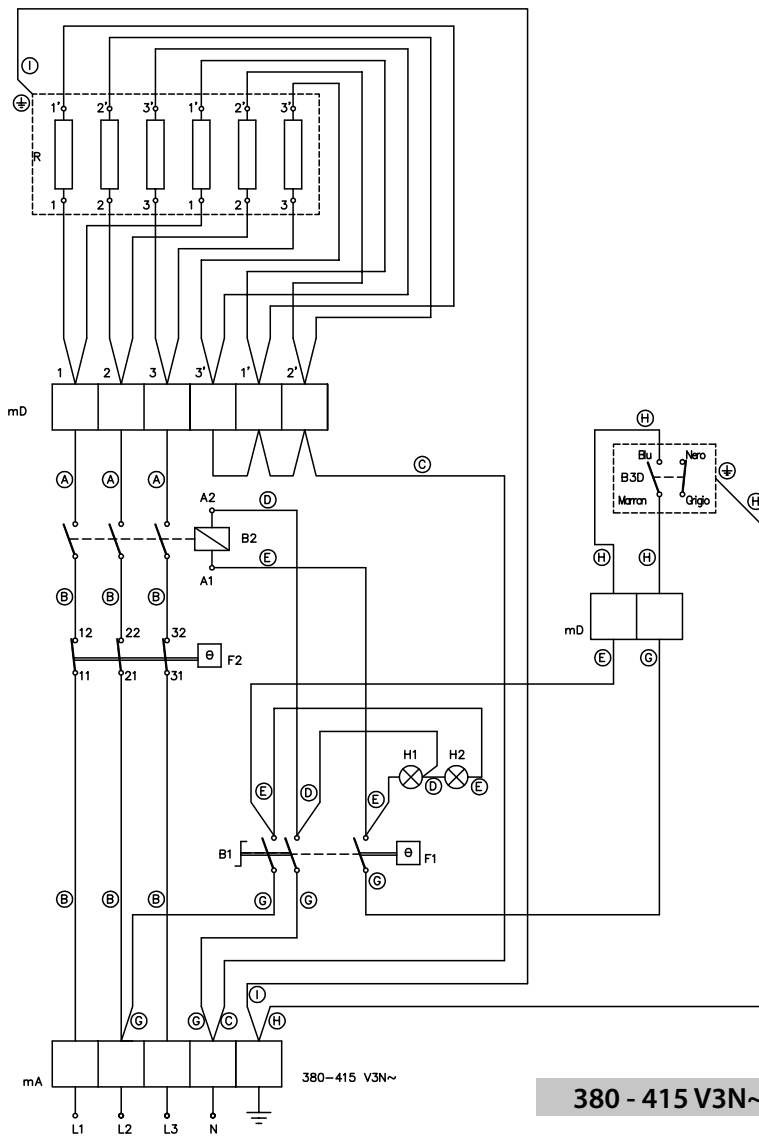 I
1' 2' 3' 1' 2' 3'
R
1 2 3 1 2 3
1 2 3 3' 1' 2'
mD
H
C
Blu Nero
B3D
Marron Grigio
H
A A A
A2 D
B2
E
A1
H H
B B B
mD
12 22 32
θ F2
11 21 31
E G
H1 H2
E D E D E
B1 θ F1
G
G G
B B B
I
G G C H
mA
380-415 V3N~
L1 L2 L3 N
380 - 415 V3N~